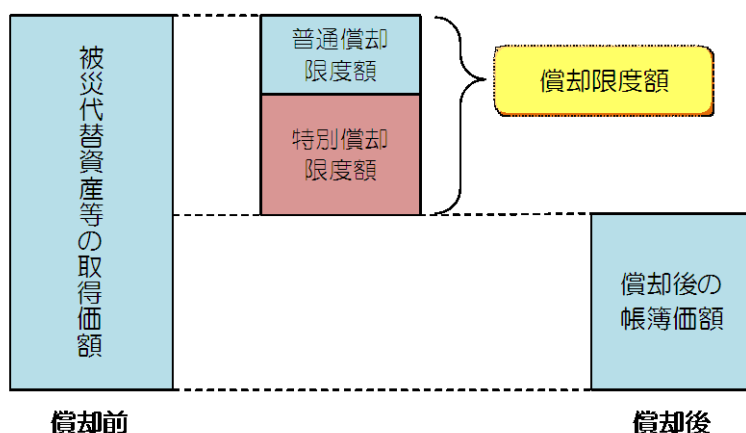 被災代替資産等の取得価額
普通償却
限度額
特別償却
限度額
償却限度額
償却後の
帳簿価額
償却前
償却後